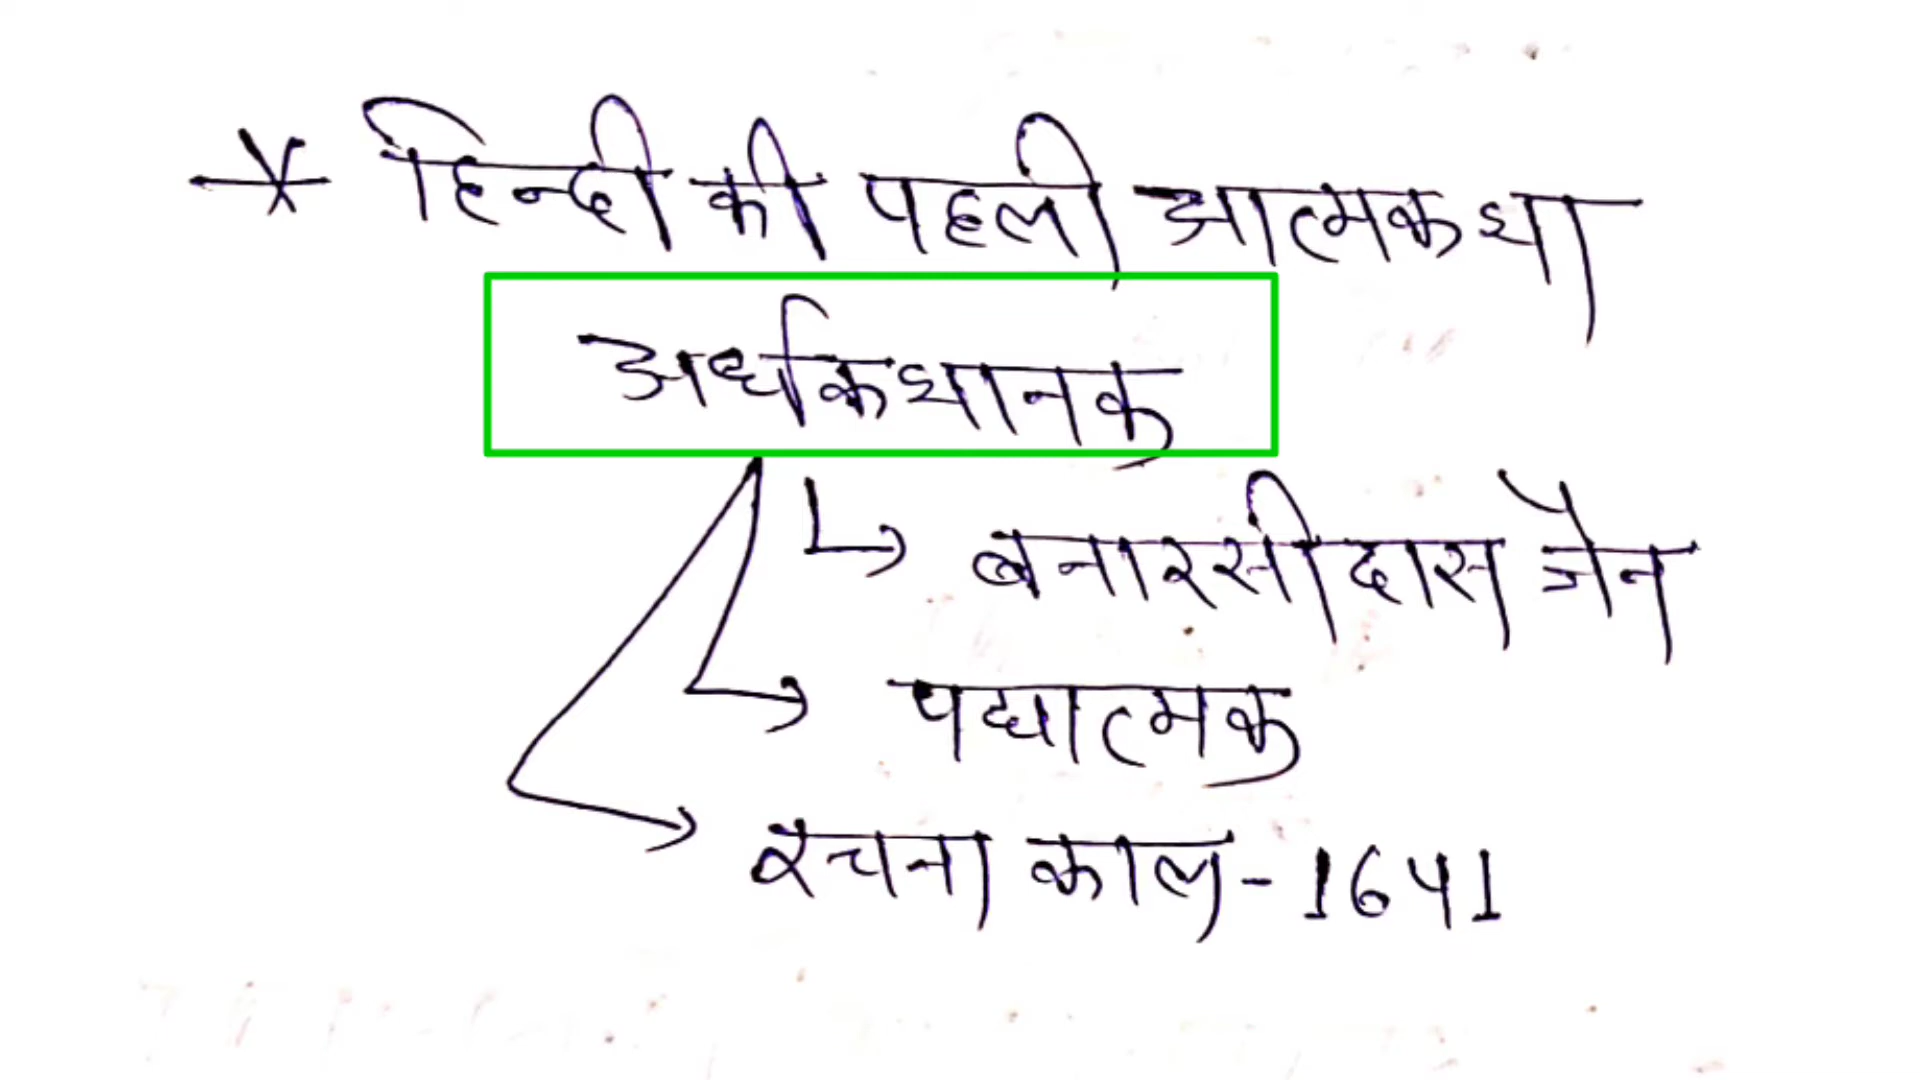 * हिन्दी की पहली आत्मकथा
अर्धकथानक
बनारसीदास जैन
पद्यात्मक
रचना काल - 1641